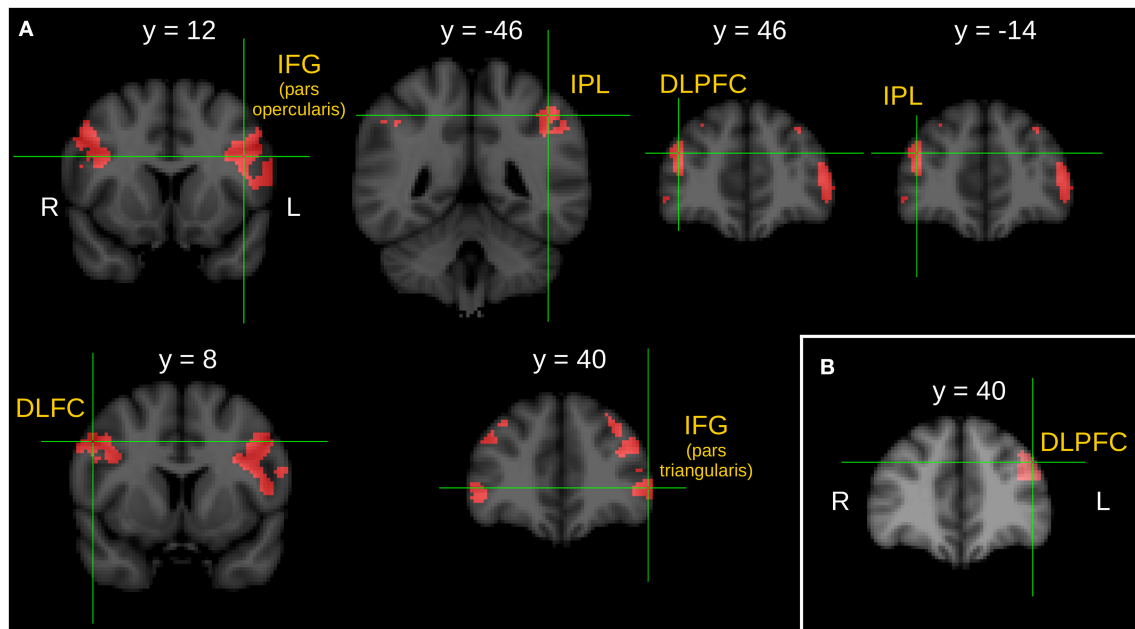 A
y = 12
y = -46
y = 46
y = -14
IFG
(pars
opercularis)
IPL
DLPFC
IPL
R
L
y = 8
y = 40
DLFC
IFG
(pars
triangularis)
B
y = 40
DLPFC
R
L